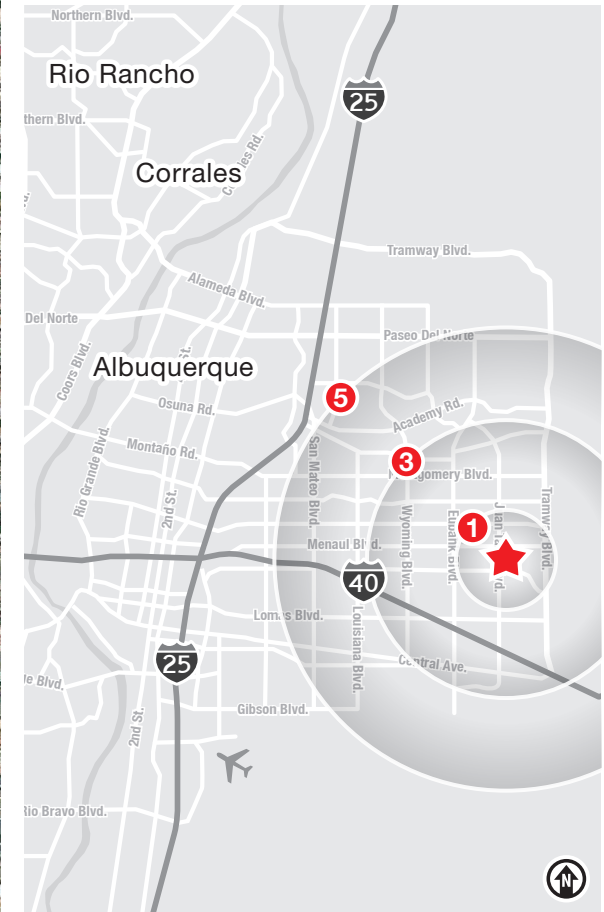 Northern Blvd.
Rio Rancho
25
thern Blvd.
Corrales
Rd.
Tramway Blvd.
Alameda Blvd.
Del Norte
Paseo Del Norte
Coors Blvd.
Albuquerque
St.
5
Osuna Rd.
Academy Rd.
Montaño Rd.
3
Rio Grande Blvd.
San Mateo Blvd.
Blvd.
2nd St.
1
Wyoming Blvd.
Eubank Blvd.
Tramway Blvd.
Menaul Blvd.
40
Lomas Blvd.
Louisiana Blvd.
25
Central Ave.
le Blvd.
2nd St.
Gibson Blvd.
Rio Bravo Blvd.
N